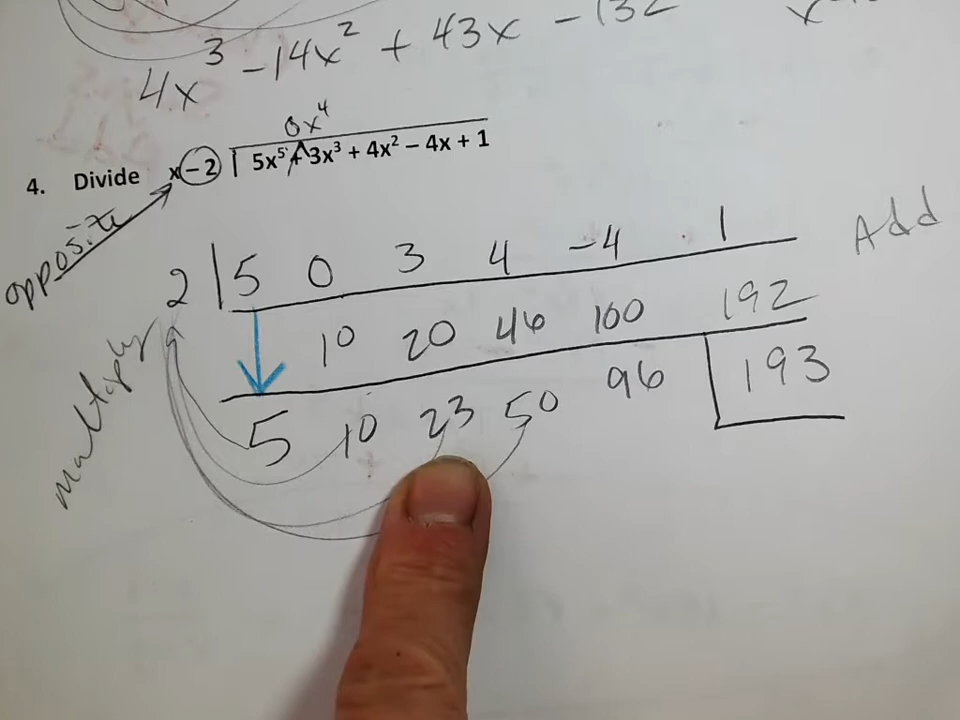 4x³ - 14x² + 43x - 132
0x⁴
4. Divide x - 2 | 5x⁵ + 3x³ + 4x² - 4x + 1
opposite
Add
2 | 5 0 3 4 -4 1
multiply
10 20 46 100 192
5 10 23 50 96 193